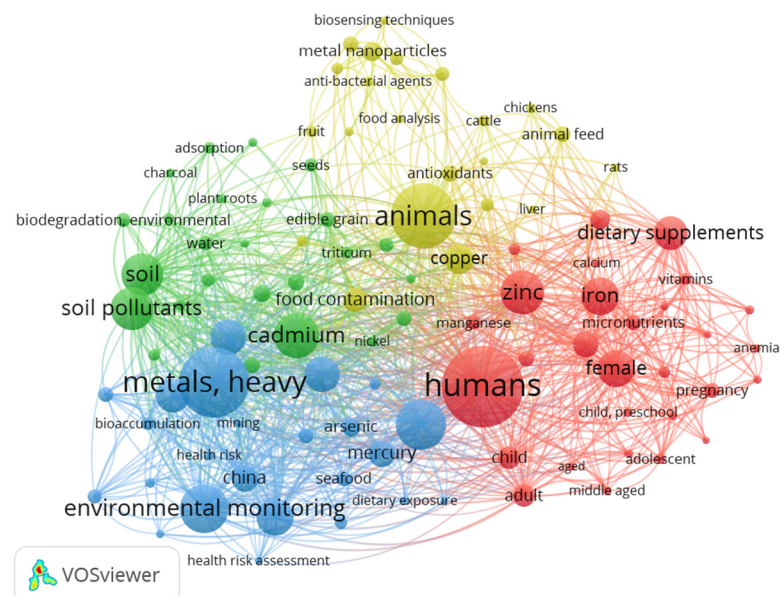 biosensing techniques
metal nanoparticles
anti-bacterial agents
chickens
food analysis
cattle
fruit
animal feed
adsorption
seeds
rats
charcoal
antioxidants
plant roots
liver
biodegradation, environmental
edible grain
animals
dietary supplements
water
triticum
copper
calcium
soil
vitamins
zinc
iron
food contamination
soil pollutants
manganese
micronutrients
cadmium
nickel
anemia
female
metals, heavy
humans
pregnancy
child, preschool
bioaccumulation
mining
arsenic
health risk
mercury
child
aged
adolescent
china
seafood
middle aged
adult
dietary exposure
environmental monitoring
health risk assessment
VOSviewer